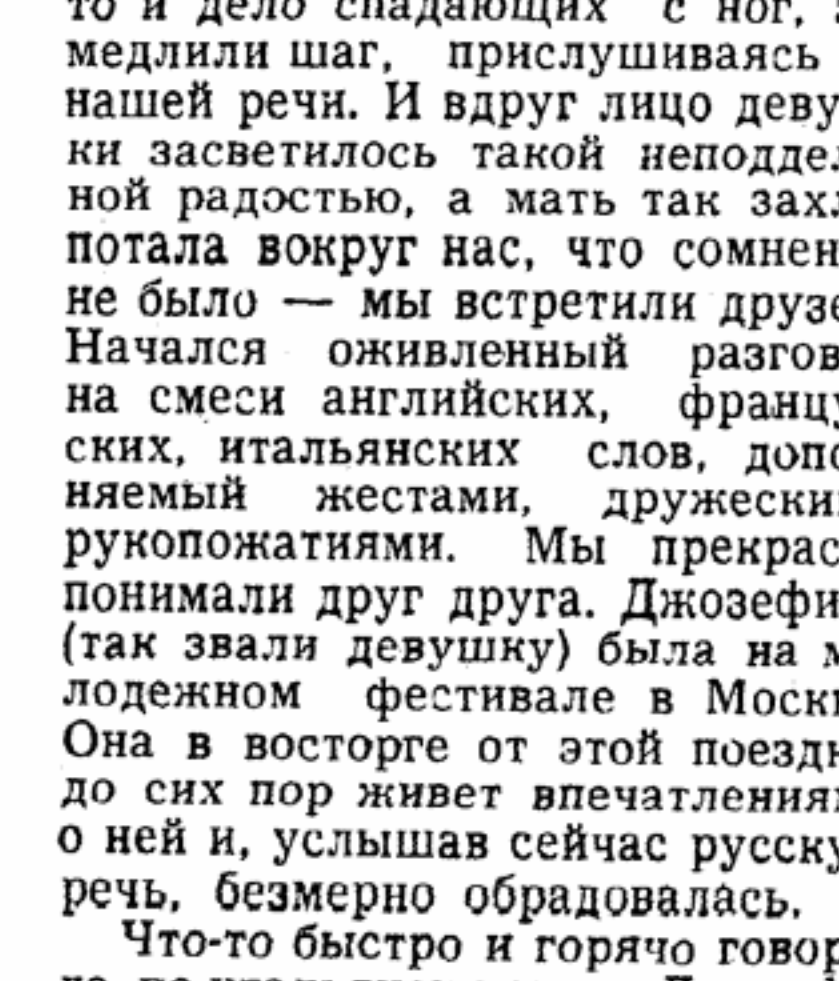 то и дело спадающих с ног,
медлили шаг, прислушиваясь
нашей речи. И вдруг лицо деву
ки засветилось такой неподдел
ной радостью, а мать так захл
потала вокруг нас, что сомнен
не было — мы встретили друзе
Начался оживленный разгов
на смеси английских, францу
ских, итальянских слов, допо
няемый жестами, дружески
рукопожатиями. Мы прекрас
понимали друг друга. Джозефи
(так звали девушку) была на м
лодежном фестивале в Моск
Она в восторге от этой поезд
до сих пор живет впечатления
о ней и, услышав сейчас русску
речь, безмерно обрадовалась.
Что-то быстро и горячо говор